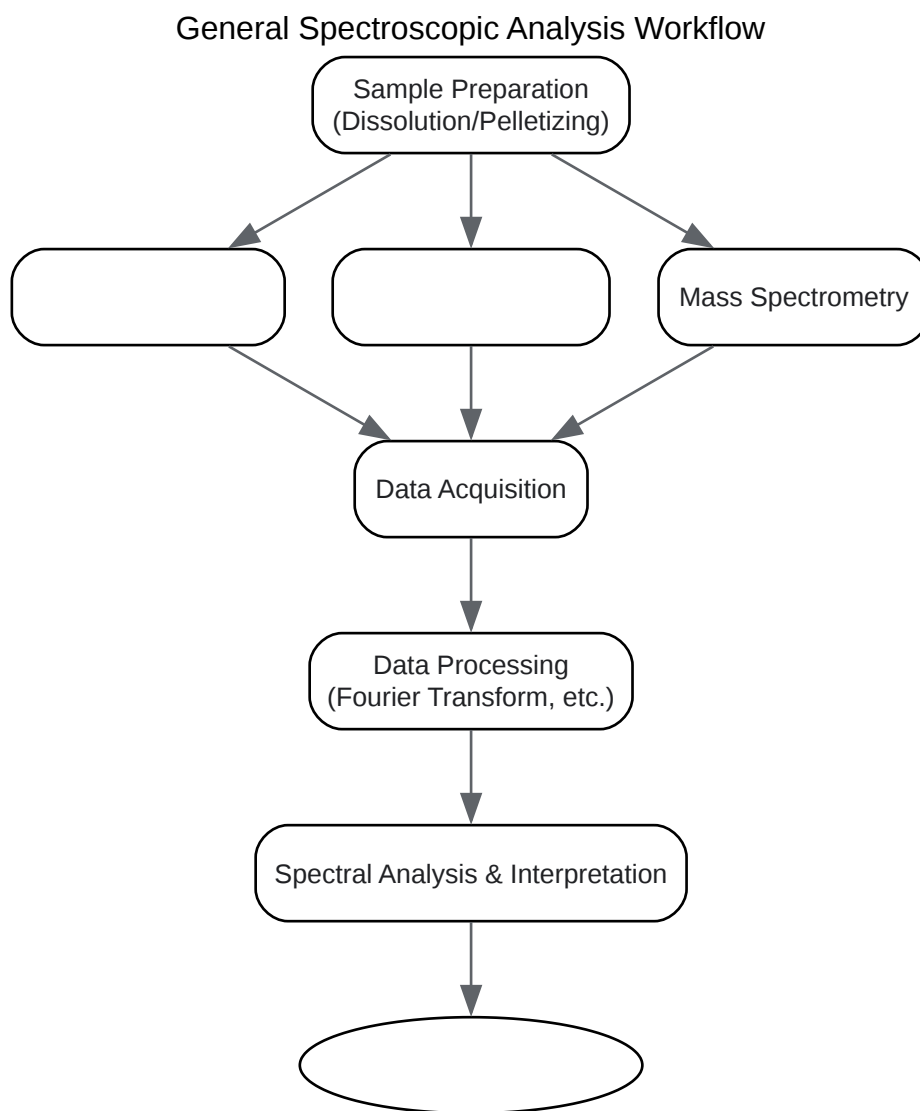 General Spectroscopic Analysis Workflow
Sample Preparation
(Dissolution/Pelletizing)
Mass Spectrometry
Data Acquisition
Data Processing
(Fourier Transform, etc.)
Spectral Analysis & Interpretation